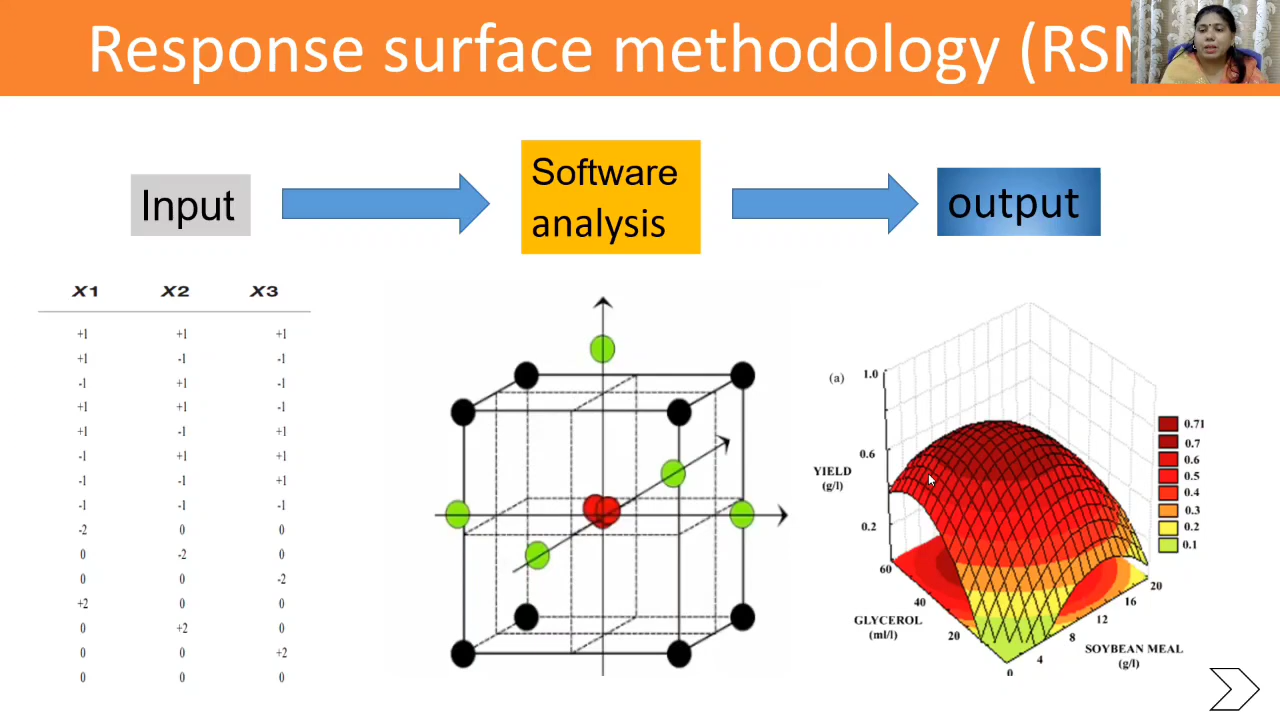 Response surface methodology (RSM
Input
Software
analysis
output
X1 X2 X3
+1 +1 +1
+1 -1 -1
-1 +1 -1
+1 +1 -1
+1 -1 +1
-1 +1 +1
-1 -1 +1
-1 -1 -1
-2 0 0
0 -2 0
0 0 -2
+2 0 0
0 +2 0
0 0 +2
0 0 0
(a)
1.0
0.6
0.2
YIELD
(g/l)
60
40
20
0
GLYCEROL
(ml/l)
4
8
12
16
20
SOYBEAN MEAL
(g/l)
0.71
0.7
0.6
0.5
0.4
0.3
0.2
0.1